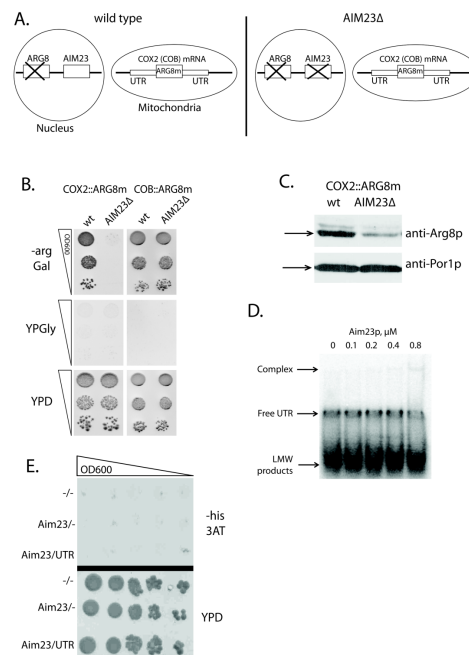 A.
wild type
AIM23Δ
ARG8
AIM23
COX2 (COB) mRNA
ARG8m
UTR
UTR
Nucleus
Mitochondria
ARG8
AIM23
COX2 (COB) mRNA
ARG8m
UTR
UTR
B.
COX2::ARG8m COB::ARG8m
wt AIM23Δ wt AIM23Δ
OD600
-arg
Gal
YPGly
YPD
C.
COX2::ARG8m
wt AIM23Δ
anti-Arg8p
anti-Por1p
D.
Aim23p, μM
0 0.1 0.2 0.4 0.8
Complex
Free UTR
LMW
products
E.
OD600
-/-
Aim23/-
Aim23/UTR
-his
3AT
-/-
Aim23/-
Aim23/UTR
YPD